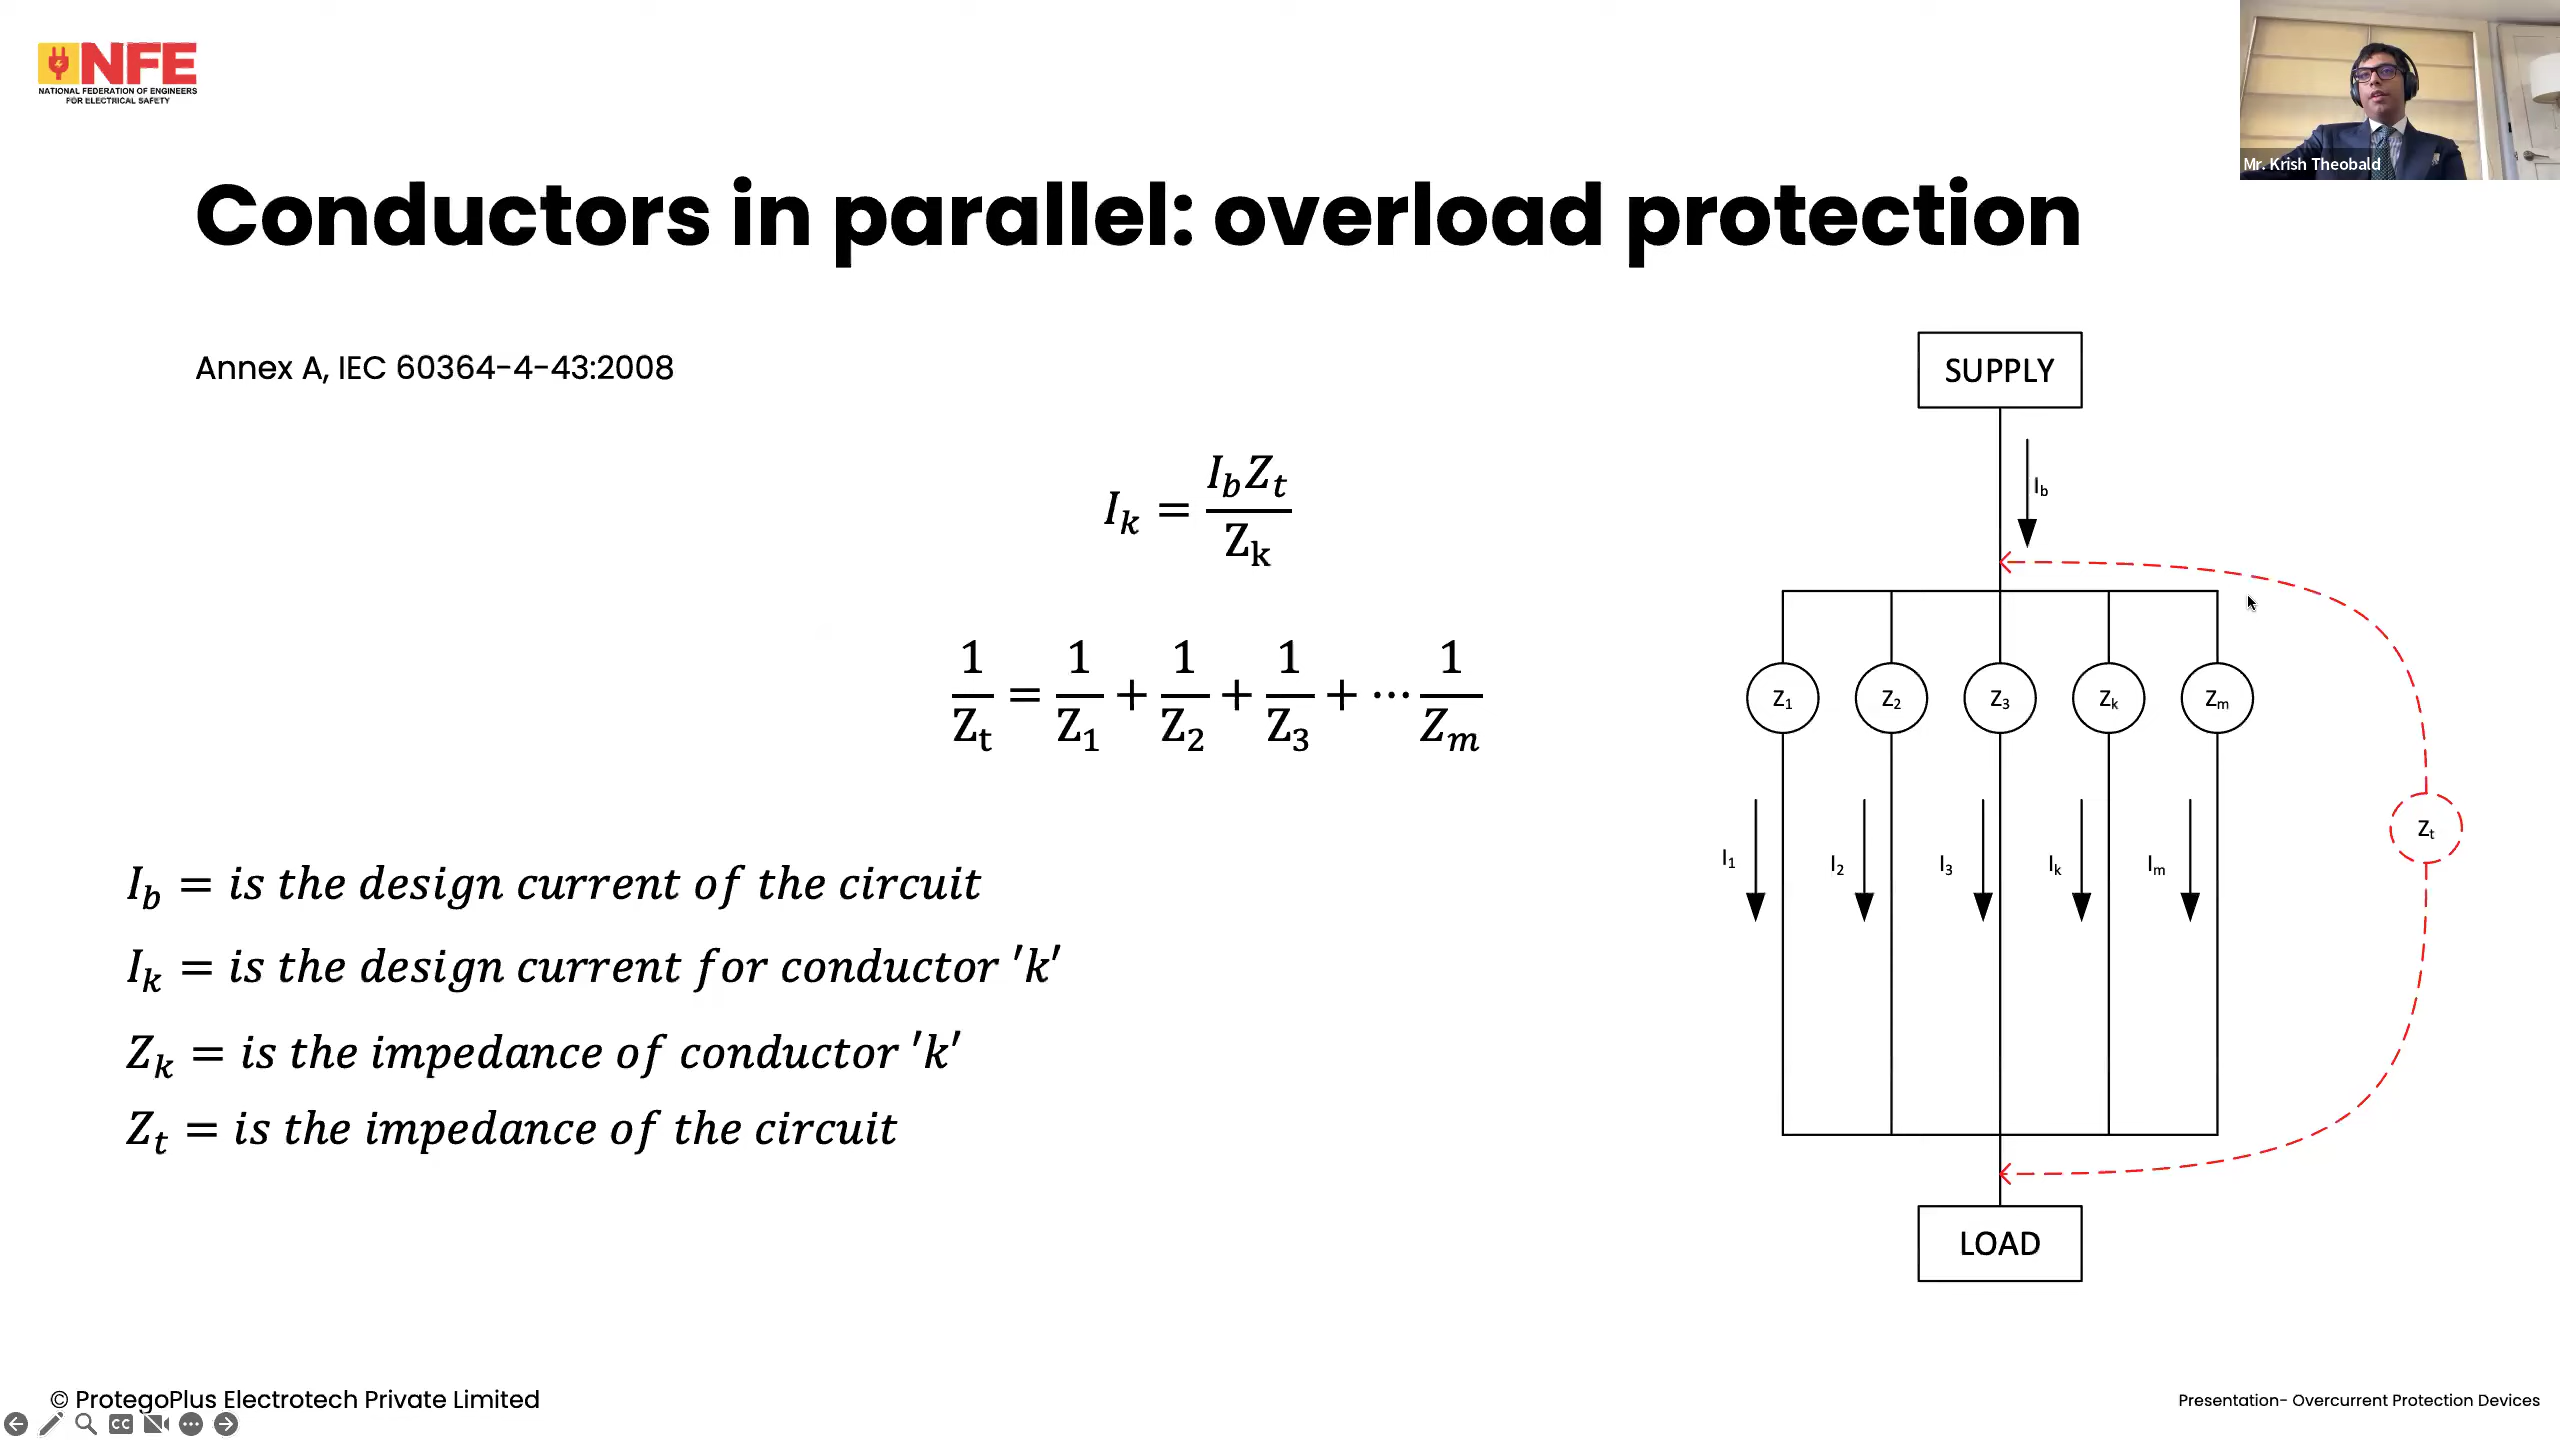 NFE
NATIONAL FEDERATION OF ENGINEERS
FOR ELECTRICAL SAFETY
Mr. Krish Theobald
Conductors in parallel: overload protection
Annex A, IEC 60364-4-43:2008
I_k = I_b Z_t / Z_k
1/Z_t = 1/Z_1 + 1/Z_2 + 1/Z_3 + ⋯ 1/Z_m
I_b = is the design current of the circuit
I_k = is the design current for conductor 'k'
Z_k = is the impedance of conductor 'k'
Z_t = is the impedance of the circuit
SUPPLY
I_b
Z_1 Z_2 Z_3 Z_k Z_m
Z_t
I_1 I_2 I_3 I_k I_m
LOAD
© ProtegoPlus Electrotech Private Limited
CC
Presentation- Overcurrent Protection Devices